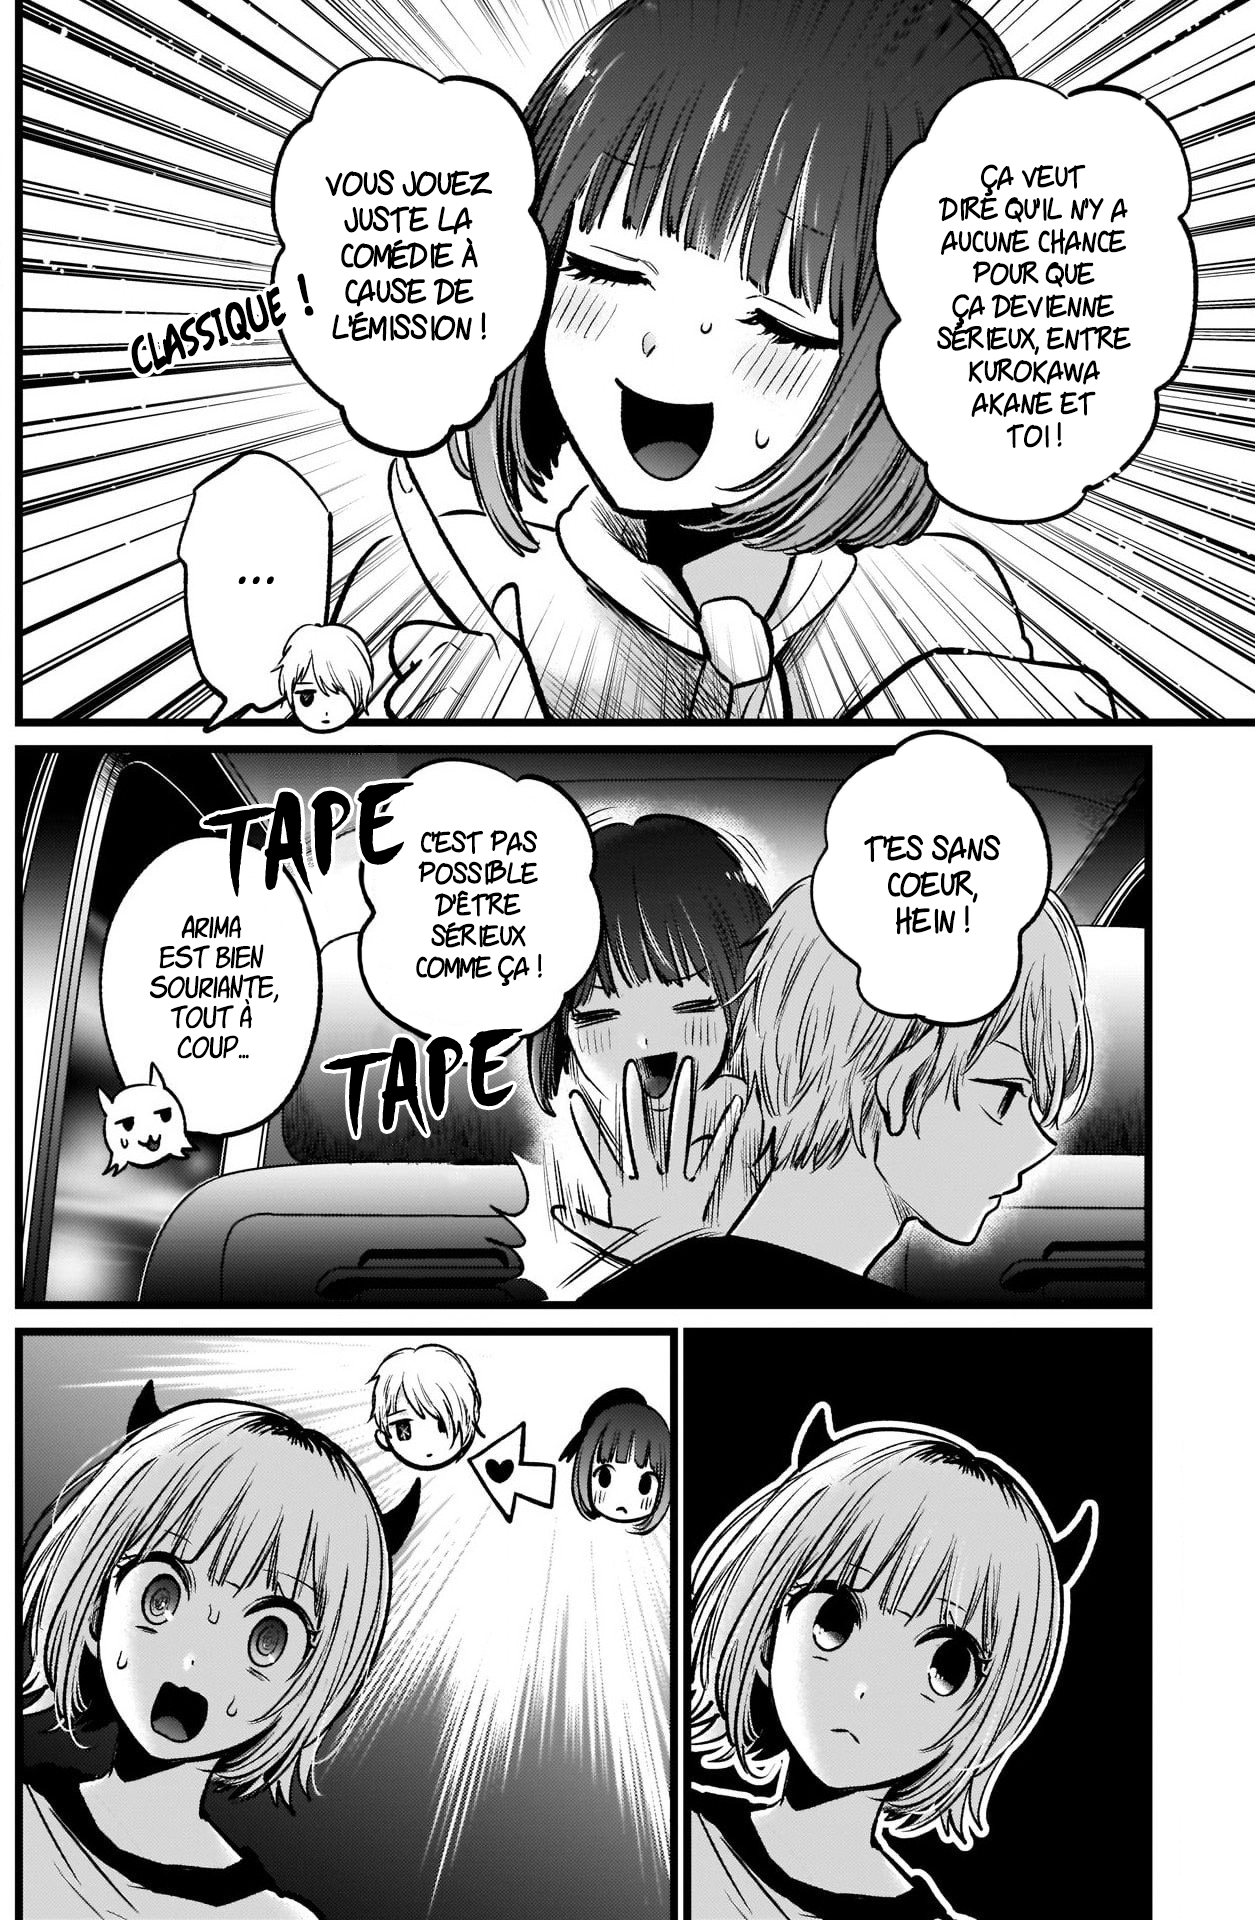 ÇA VEUT
DIRE QU'IL N'Y A
AUCUNE CHANCE
POUR QUE
ÇA DEVIENNE
SÉRIEUX, ENTRE
KUROKAWA
AKANE ET
TOI !
VOUS JOUEZ
JUSTE LA
COMÉDIE À
CAUSE DE
L'ÉMISSION !
CLASSIQUE !
...
T'ES SANS
COEUR,
HEIN !
C'EST PAS
POSSIBLE
D'ÊTRE
SÉRIEUX
COMME ÇA !
TAPE
TAPE
ARIMA
EST BIEN
SOURIANTE,
TOUT À
COUP...